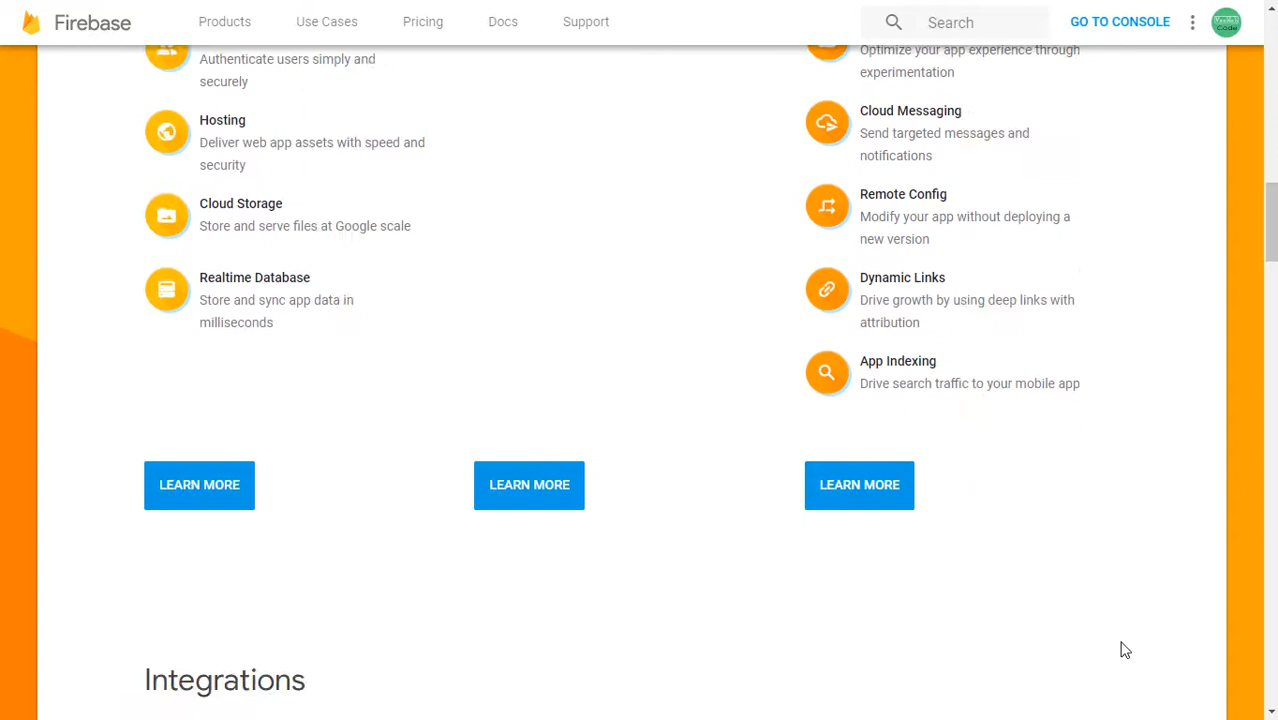 Firebase
Products
Use Cases
Pricing
Docs
Support
Search
GO TO CONSOLE
Authenticate users simply and
securely
Hosting
Deliver web app assets with speed and
security
Cloud Storage
Store and serve files at Google scale
Realtime Database
Store and sync app data in
milliseconds
Optimize your app experience through
experimentation
Cloud Messaging
Send targeted messages and
notifications
Remote Config
Modify your app without deploying a
new version
Dynamic Links
Drive growth by using deep links with
attribution
App Indexing
Drive search traffic to your mobile app
LEARN MORE
LEARN MORE
LEARN MORE
Integrations